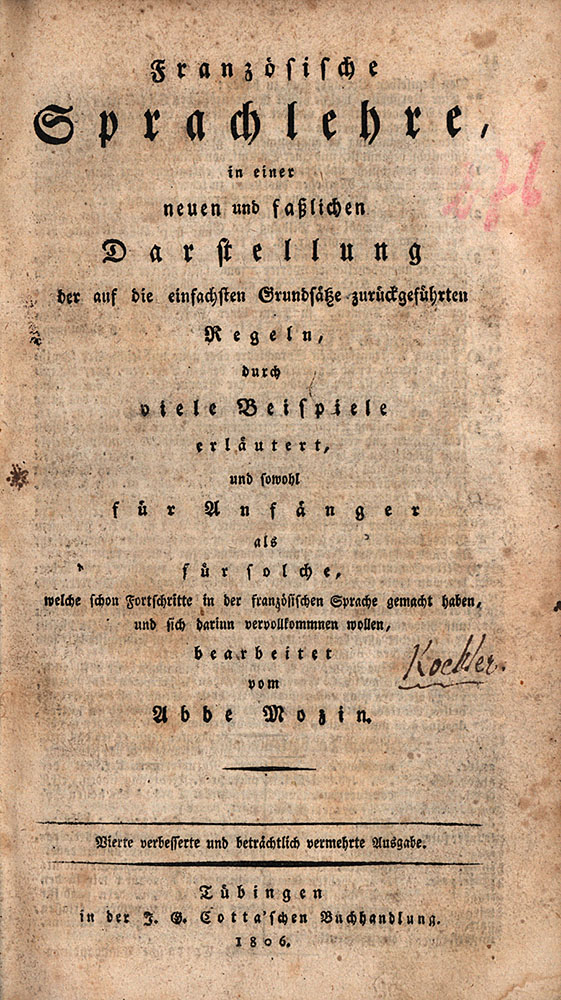 Französische
Sprachlehre,
in einer
neuen und faßlichen
Darstellung
der auf die einfachsten Grundsätze zurückgeführten
Regeln,
durch
viele Beispiele
erläutert,
und sowohl
für Anfänger
als
für solche,
welche schon Fortschritte in der französischen Sprache gemacht haben,
und sich dariun vervollkommnen wollen,
bearbeitet
Koehler.
vom
Abbe Mozin.
Vierte verbesserte und beträchtlich vermehrte Ausgabe.
Tübingen
in der J. G. Cotta'schen Buchhandlung.
1806.